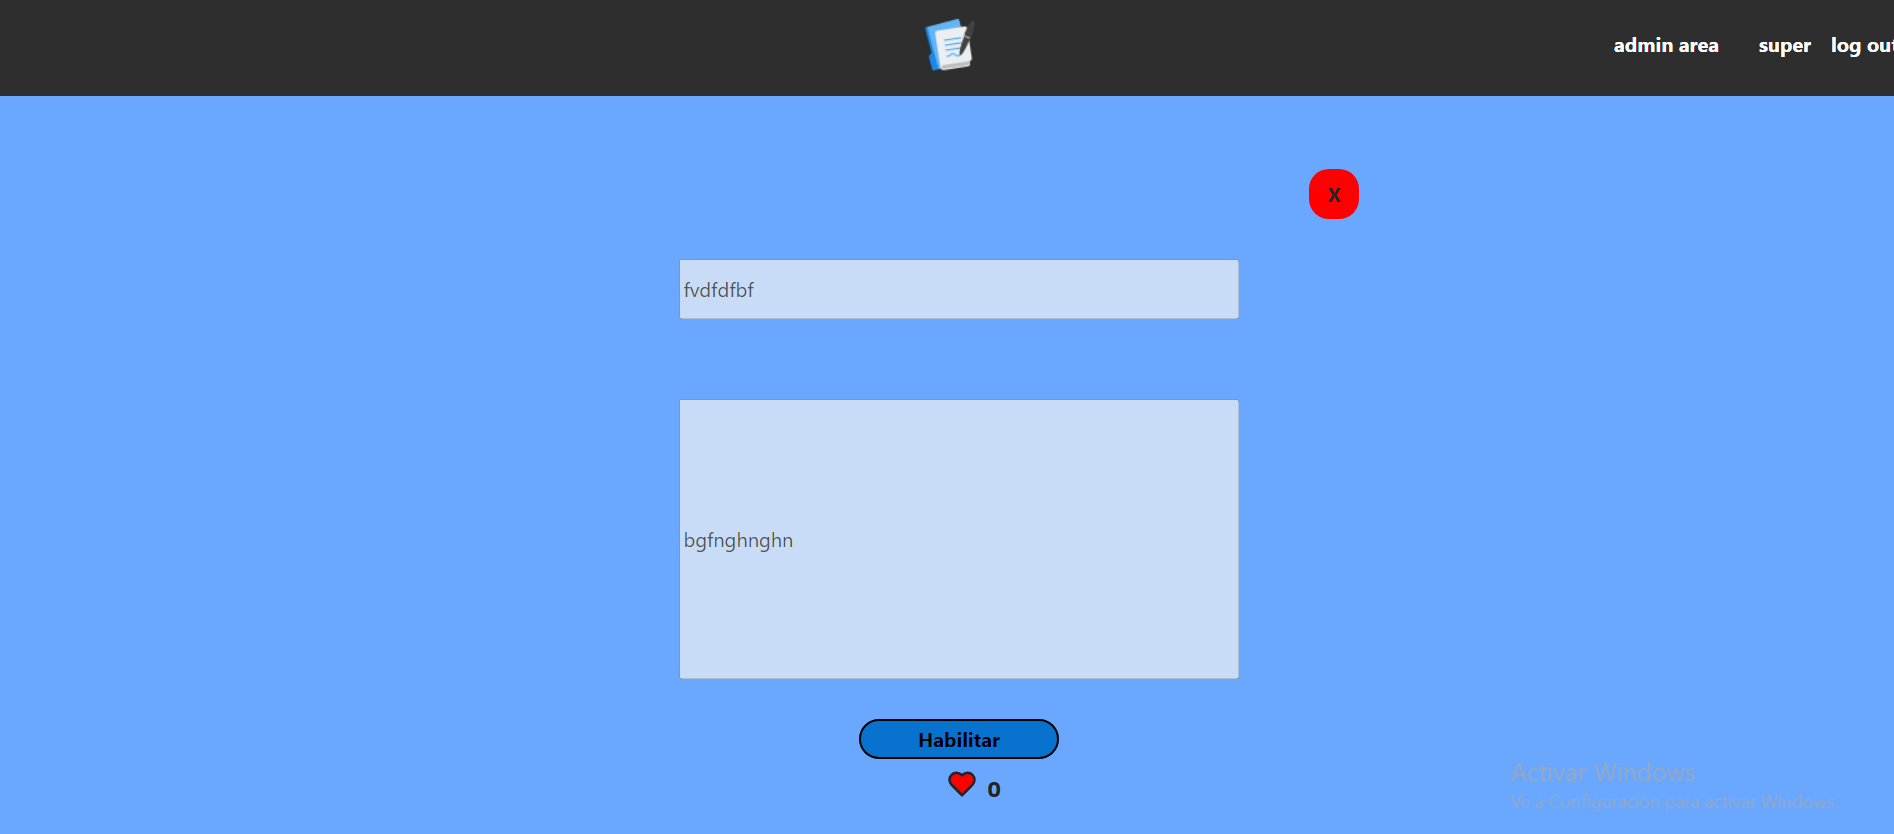 admin area super log out
X
fvdfdfbf
bgfnghnghn
Habilitar
0
Activar Windows
Ve a Configuración para activar Windows.